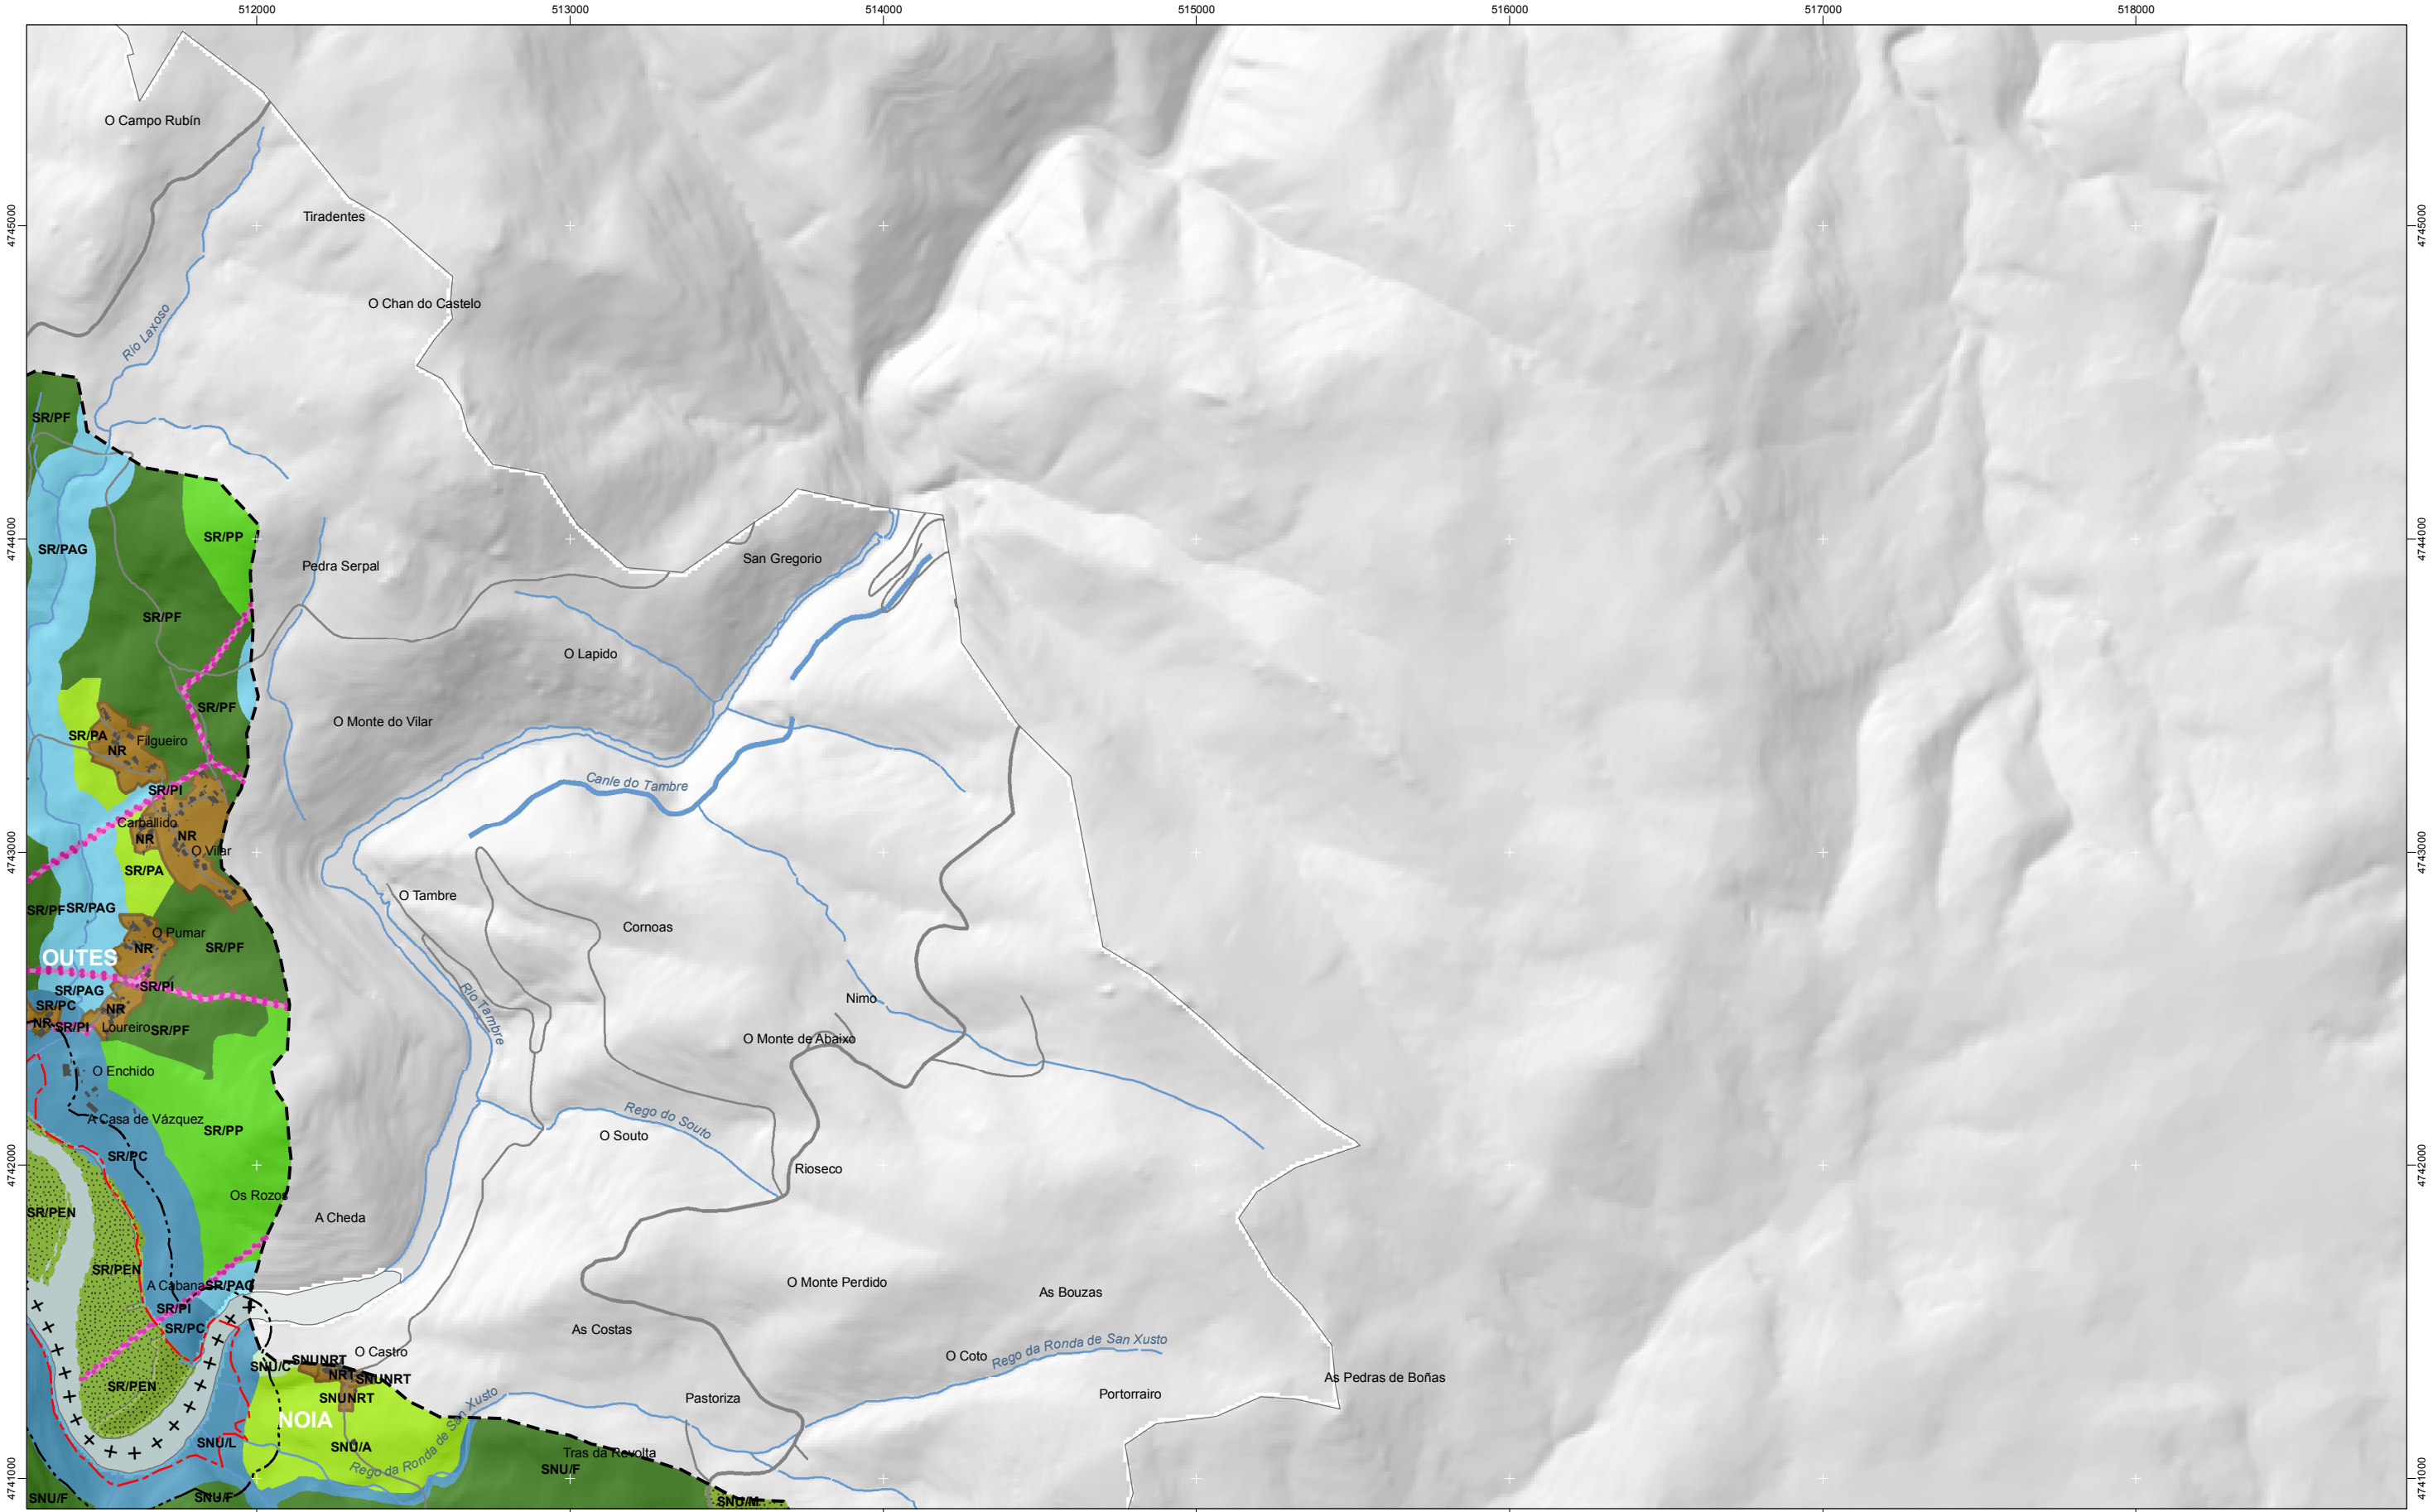 512000 513000 514000 515000 516000 517000 518000
O Campo Rubín
Tiradentes
4745000
4745000
O Chan do Castelo
Río Laxoso
SR/PF
SR/PP
SR/PAG
4744000
4744000
San Gregorio
Pedra Serpal
SR/PF
O Lapido
SR/PF
O Monte do Vilar
SR/PA
Filgueiro
NR
Canle do Tambre
SR/PI
Carballido
NR
NR
O Vilar
4743000
4743000
SR/PA
O Tambre
SR/PF
SR/PAG
Cornoas
O Pumar
NR
SR/PF
OUTES
SR/PI
SR/PAG
Nimo
SR/PC
NR
Río Tambre
NR
SR/PI
Loureiro
SR/PF
O Monte de Abaixo
O Enchido
A Casa de Vázquez
Rego do Souto
SR/PP
O Souto
SR/PC
4742000
4742000
Rioseco
Os Rozos
SR/PEN
A Cheda
SR/PEN
A Cabana
SR/PAG
O Monte Perdido
As Bouzas
SR/PI
SR/PC
As Costas
Rego da Ronda de San Xusto
O Castro
O Coto
SNUNRT
SNU/C
NRT
SNUNRT
As Pedras de Boñas
SR/PEN
SNUNRT
Pastoriza
Portorrairo
NOIA
Rego da Ronda de San Xusto
SNU/L
SNU/A
Tras da Revolta
SNU/F
4741000
4741000
SNU/F
SNU/F
SNU/M